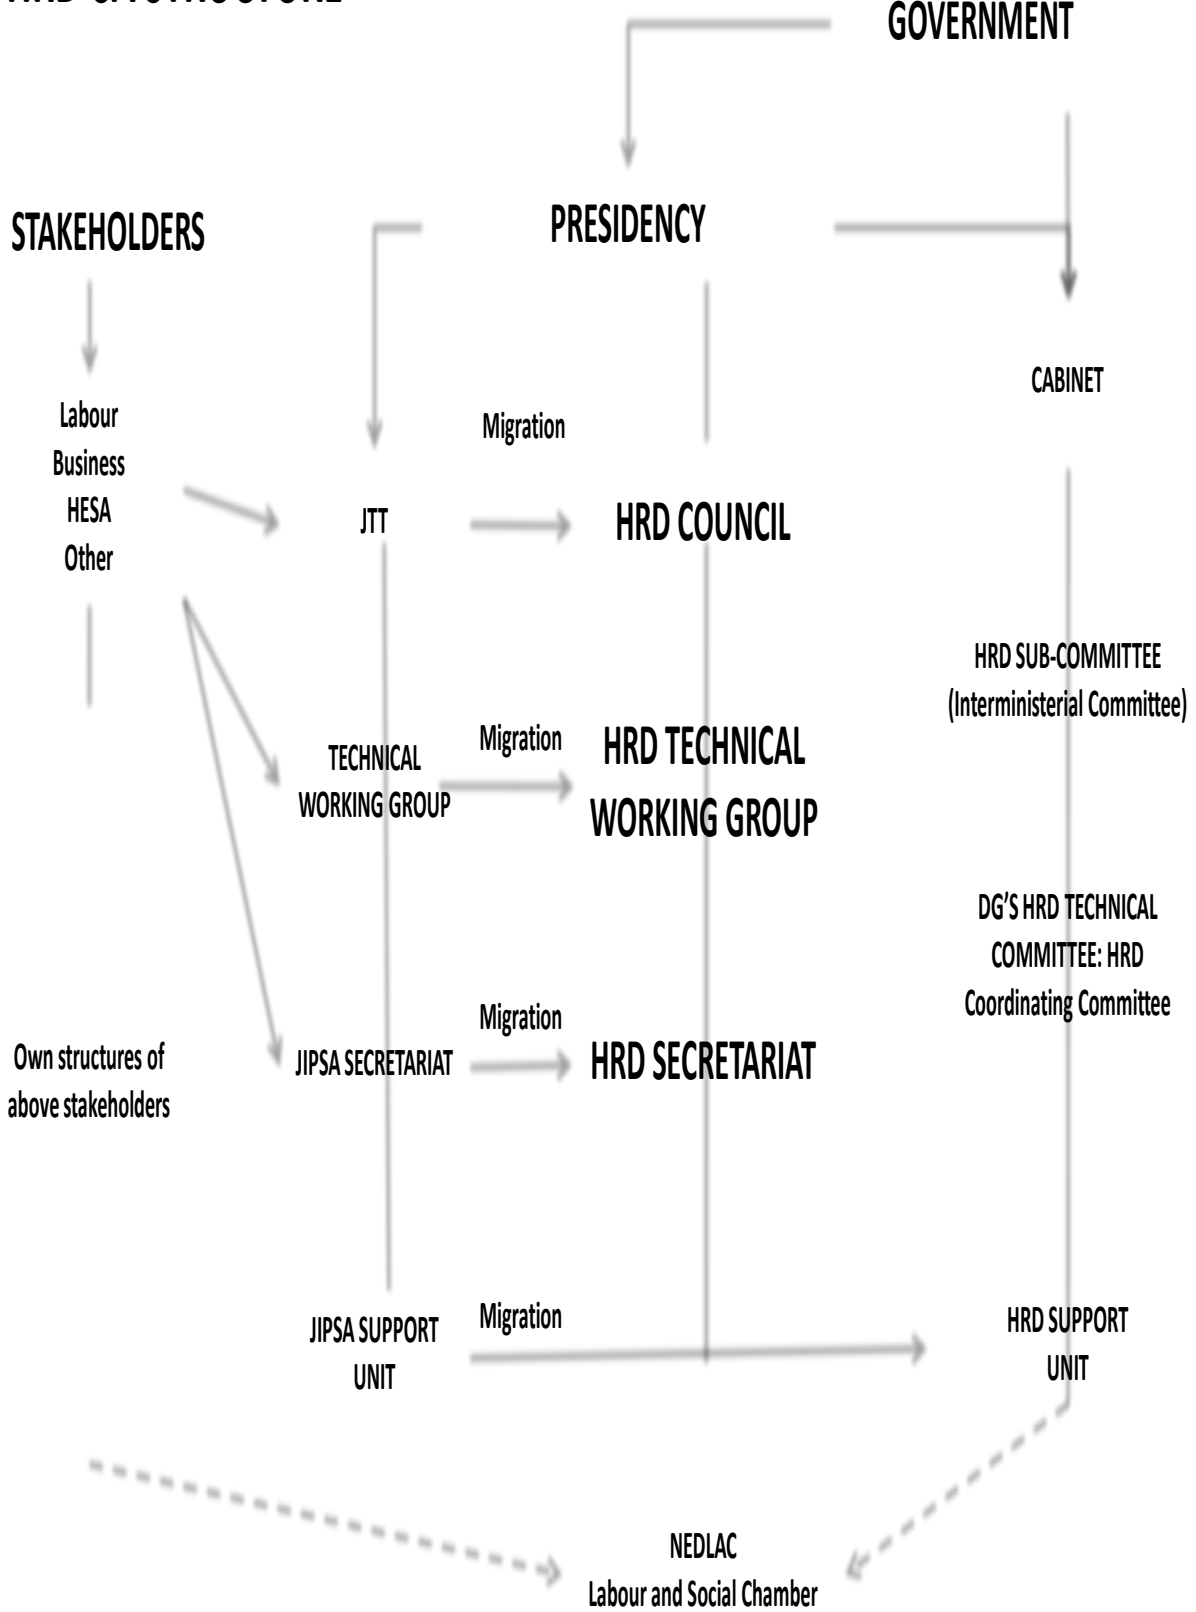 GOVERNMENT
PRESIDENCY
STAKEHOLDERS
CABINET
Labour
Business
HESA
Other
Migration
JTT
HRD COUNCIL
HRD SUB-COMMITTEE
(Interministerial Committee)
Migration
TECHNICAL
WORKING GROUP
HRD TECHNICAL
WORKING GROUP
DG'S HRD TECHNICAL
COMMITTEE: HRD
Coordinating Committee
Own structures of
above stakeholders
Migration
JIPSA SECRETARIAT
HRD SECRETARIAT
JIPSA SUPPORT
UNIT
Migration
HRD SUPPORT
UNIT
NEDLAC
Labour and Social Chamber